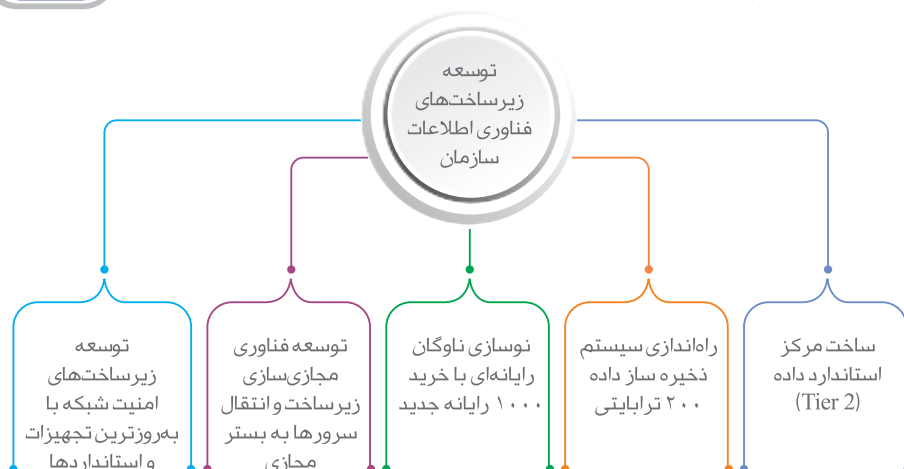 توسعه
زیرساخت‌های
فناوری اطلاعات
سازمان
ساخت مرکز
استاندارد داده
(Tier 2)
راه‌اندازی سیستم
ذخیره ساز داده
۲۰۰ ترابایتی
نوسازی ناوگان
رایانه‌ای با خرید
۱۰۰۰ رایانه جدید
توسعه فناوری
مجازی‌سازی
زیرساخت و انتقال
سرورها به بستر
مجازی
توسعه
زیرساخت‌های
امنیت شبکه با
به‌روزترین تجهیزات
و استانداردها